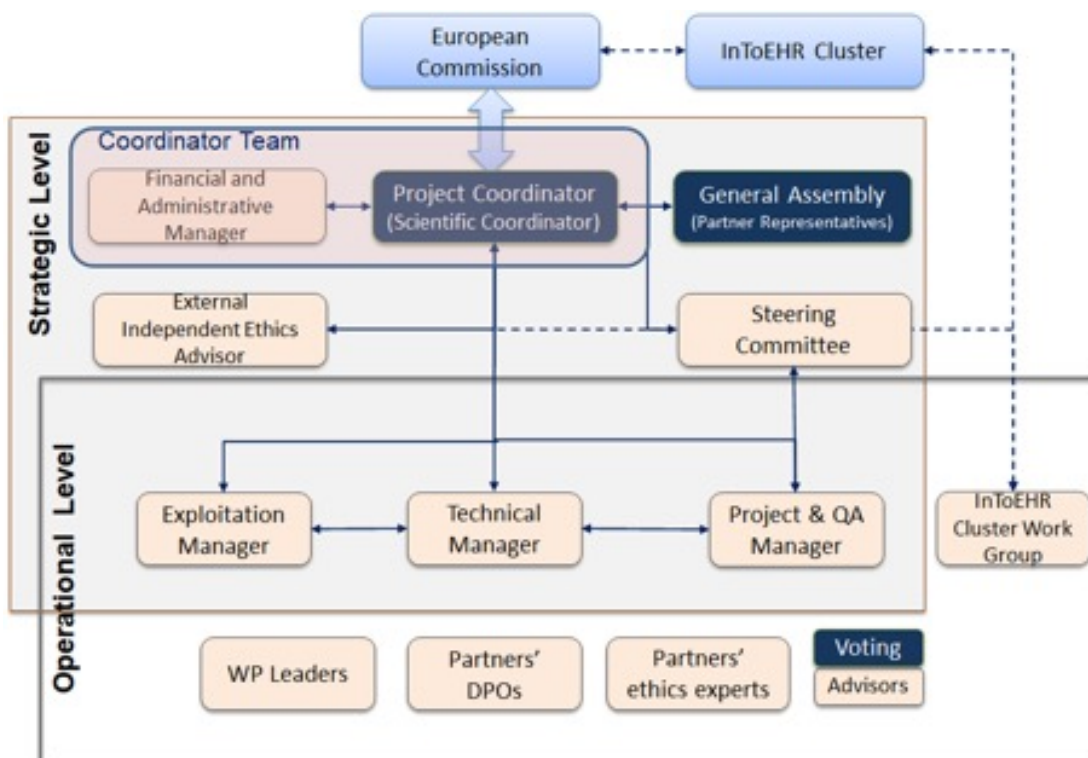 European
Commission
InToEHR Cluster
Strategic Level
Coordinator Team
Financial and
Administrative
Manager
Project Coordinator
(Scientific Coordinator)
General Assembly
(Partner Representatives)
External
Independent Ethics
Advisor
Steering
Committee
Operational Level
Exploitation
Manager
Technical
Manager
Project & QA
Manager
InToEHR
Cluster Work
Group
WP Leaders
Partners'
DPOs
Partners'
ethics experts
Voting
Advisors